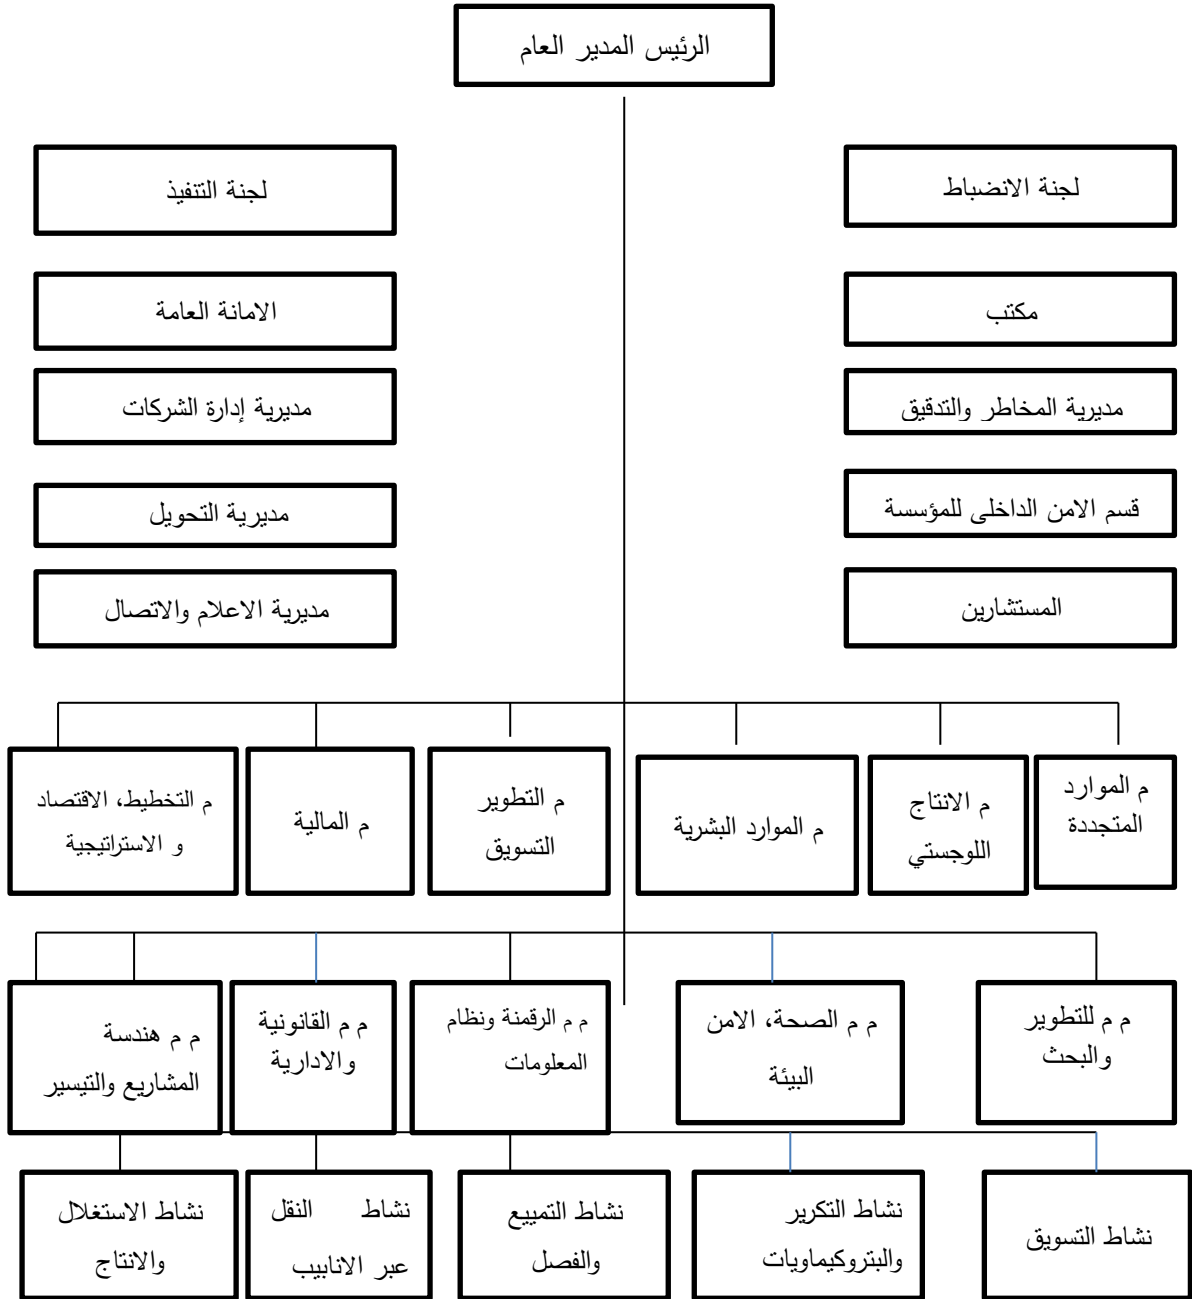 الرئيس المدير العام
لجنة الانضباط
لجنة التنفيذ
مكتب
الامانة العامة
مديرية المخاطر والتدقيق
مديرية إدارة الشركات
قسم الامن الداخلى للمؤسسة
مديرية التحويل
المستشارين
مديرية الاعلام والاتصال
م الموارد
المتجددة
م الانتاج
اللوجستي
م الموارد البشرية
م التطوير
التسويق
م المالية
م التخطيط، الاقتصاد
و الاستراتيجية
م م للتطوير
والبحث
م م الصحة، الامن
البيئة
م م الرقمنة ونظام
المعلومات
م م القانونية
والادارية
م م هندسة
المشاريع والتيسير
نشاط التسويق
نشاط التكرير
والبتروكيماويات
نشاط التمييع
والفصل
نشاط النقل
عبر الانابيب
نشاط الاستغلال
والانتاج